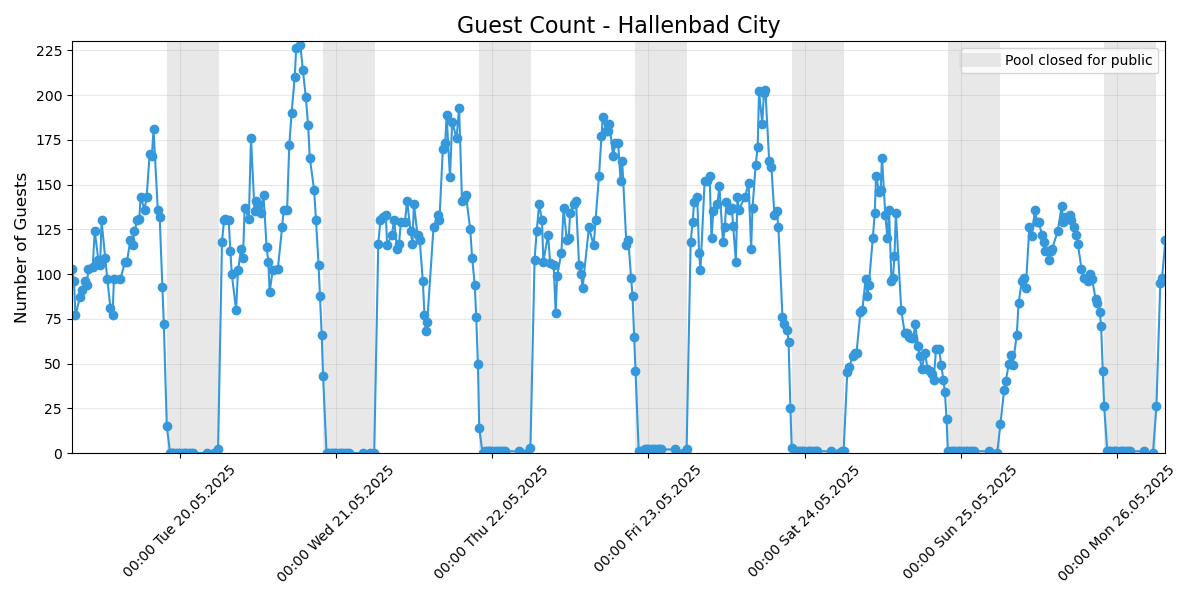 Guest Count - Hallenbad City
Pool closed for public
Number of Guests
225
200
175
150
125
100
75
50
25
0
00:00 Tue 20.05.2025
00:00 Wed 21.05.2025
00:00 Thu 22.05.2025
00:00 Fri 23.05.2025
00:00 Sat 24.05.2025
00:00 Sun 25.05.2025
00:00 Mon 26.05.2025